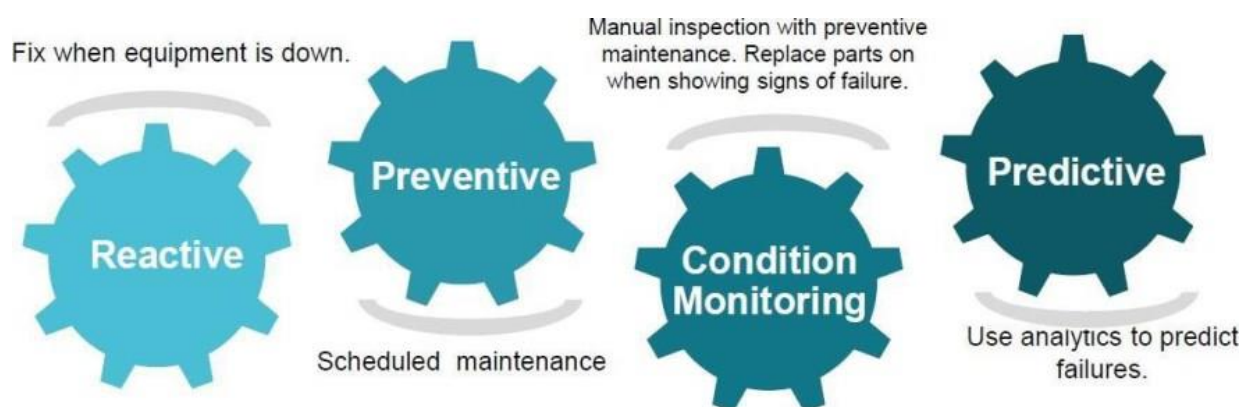 Fix when equipment is down.
Reactive
Preventive
Scheduled maintenance
Manual inspection with preventive
maintenance. Replace parts on
when showing signs of failure.
Condition
Monitoring
Predictive
Use analytics to predict
failures.